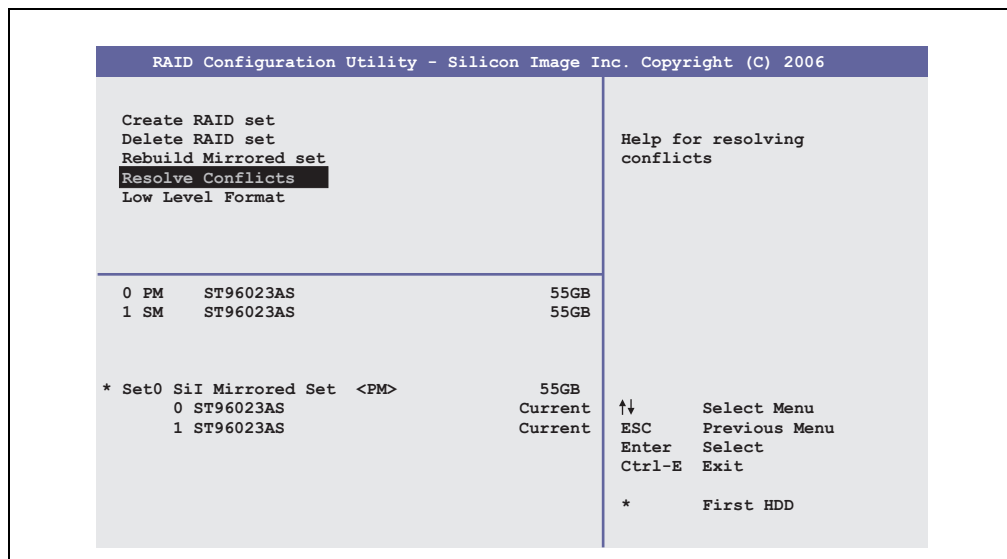 RAID Configuration Utility - Silicon Image Inc. Copyright (C) 2006
Create RAID set
Delete RAID set
Rebuild Mirrored set
Resolve Conflicts
Low Level Format
Help for resolving
conflicts
0 PM ST96023AS 55GB
1 SM ST96023AS 55GB
* Set0 SiI Mirrored Set <PM> 55GB
0 ST96023AS Current
1 ST96023AS Current
↑↓ Select Menu
ESC Previous Menu
Enter Select
Ctrl-E Exit
* First HDD